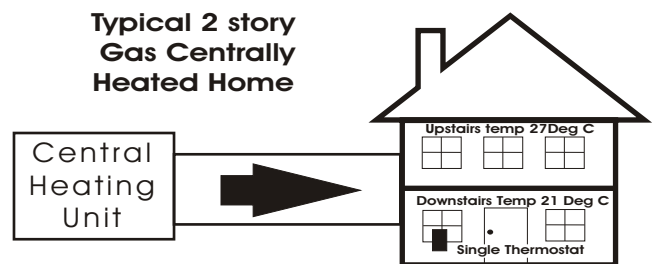 Typical 2 story
Gas Centrally
Heated Home
Central
Heating
Unit
Upstairs temp 27Deg C
Downstairs Temp 21 Deg C
Single Thermostat